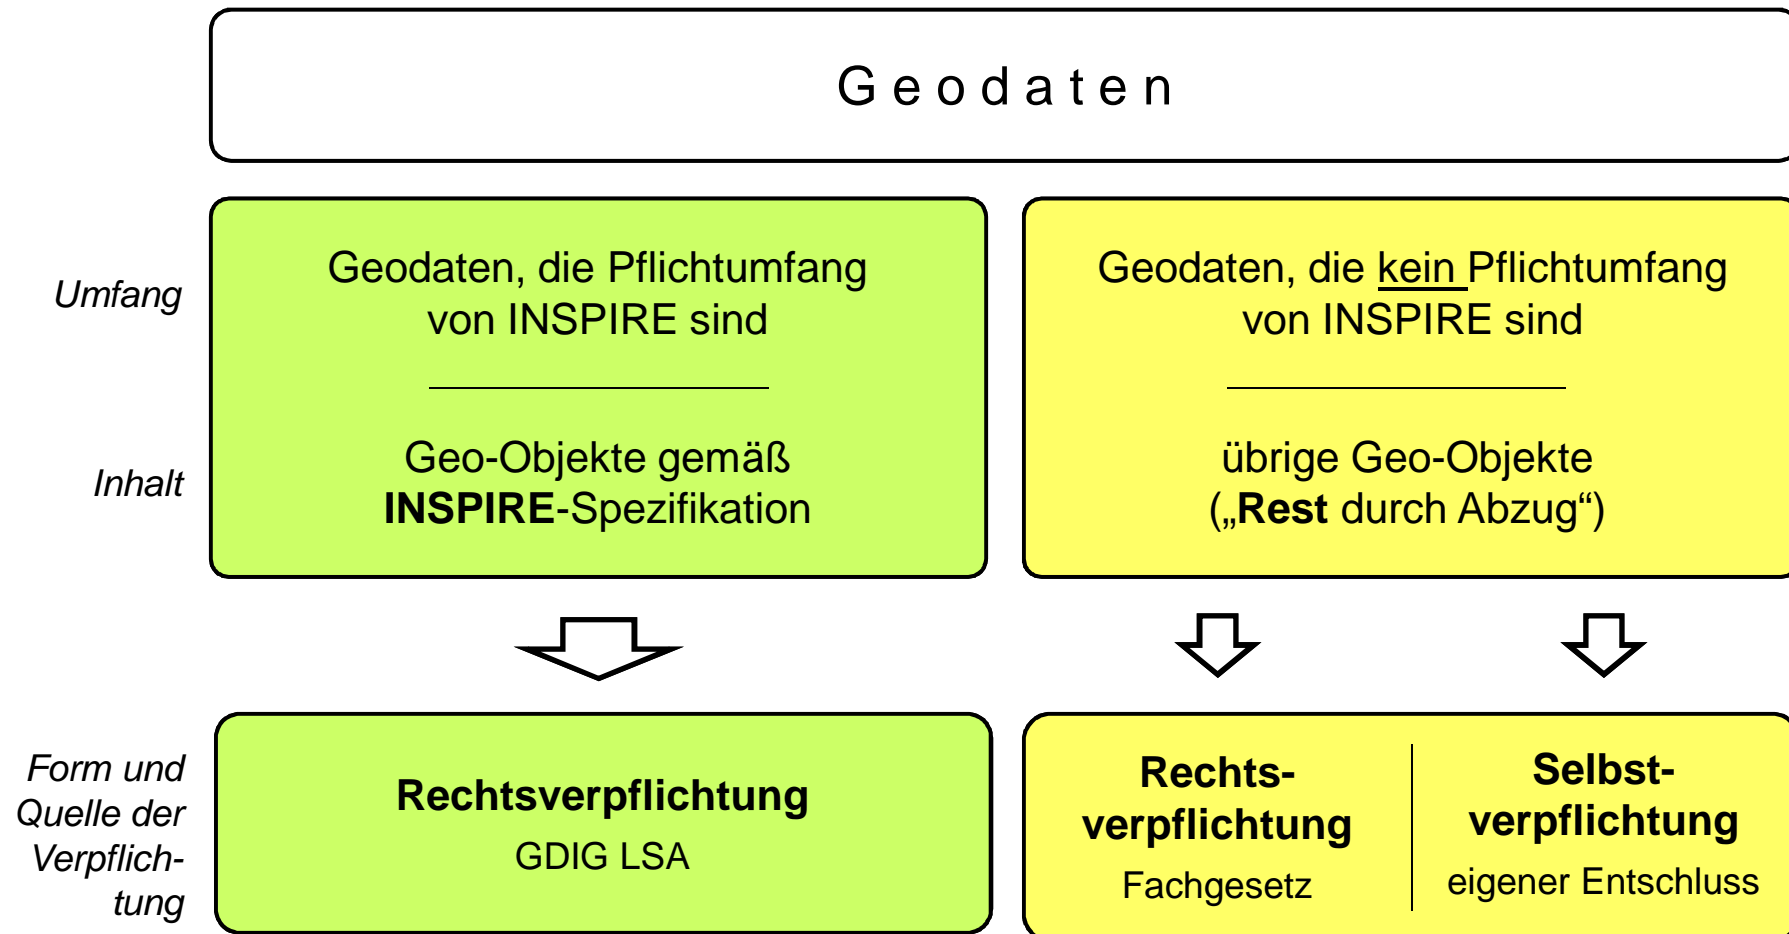 Geodaten
Umfang
Geodaten, die Pflichtumfang
von INSPIRE sind
Geodaten, die kein Pflichtumfang
von INSPIRE sind
Inhalt
Geo-Objekte gemäß
INSPIRE-Spezifikation
übrige Geo-Objekte
(„Rest durch Abzug“)
Form und
Quelle der
Verpflich-
tung
Rechtsverpflichtung
GDIG LSA
Rechts-
verpflichtung
Fachgesetz
Selbst-
verpflichtung
eigener Entschluss